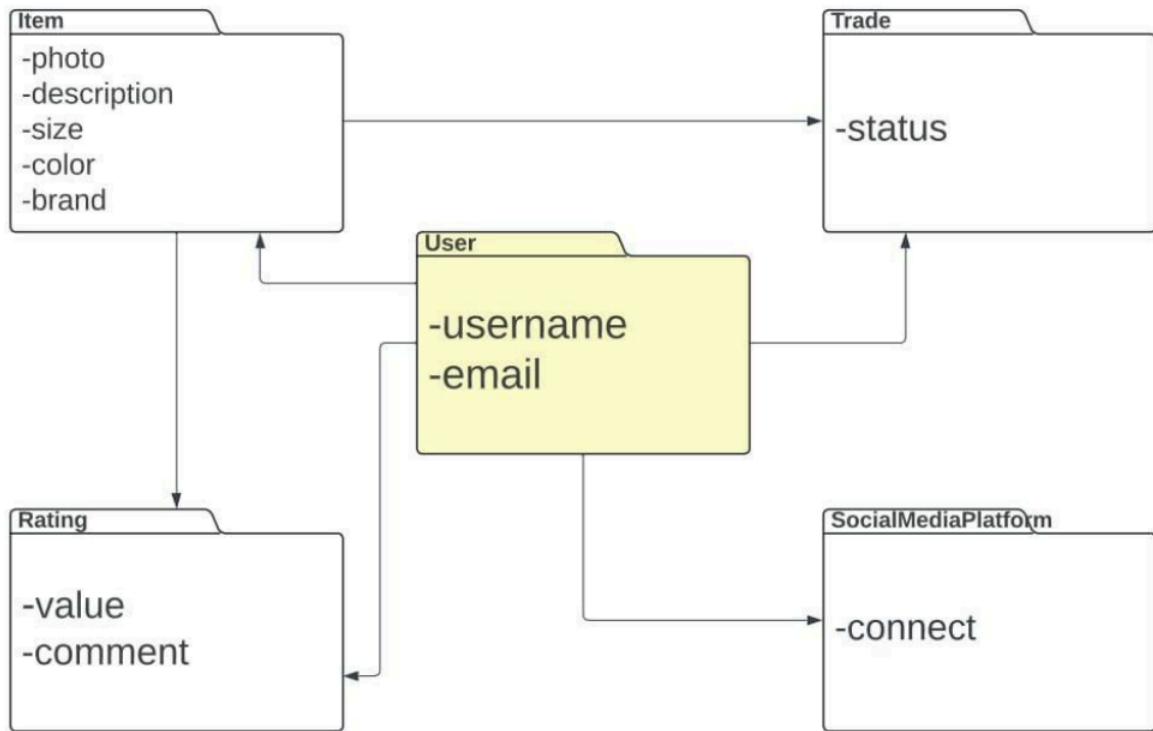 Item
-photo
-description
-size
-color
-brand
Trade
-status
User
-username
-email
Rating
-value
-comment
SocialMediaPlatform
-connect